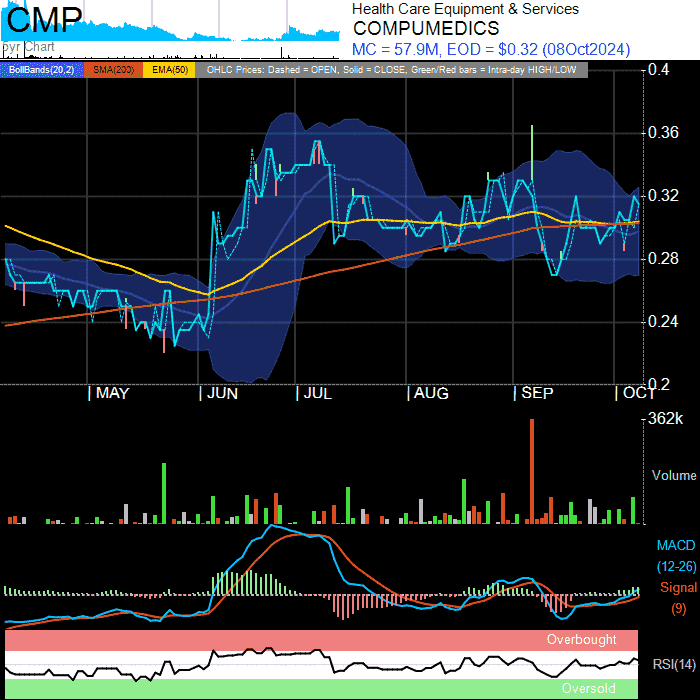 CMP
5yr Chart
Health Care Equipment & Services
COMPUMEDICS
MC = 57.9M, EOD = $0.32 (08Oct2024)
BollBands(20,2) SMA(200) EMA(50) OHLC Prices: Dashed = OPEN, Solid = CLOSE, Green/Red bars = Intra-day HIGH/LOW
0.4
0.36
0.32
0.28
0.24
0.2
| MAY | JUN | JUL | AUG | SEP | OCT
362k
Volume
MACD
(12-26)
Signal
(9)
Overbought
RSI(14)
Oversold